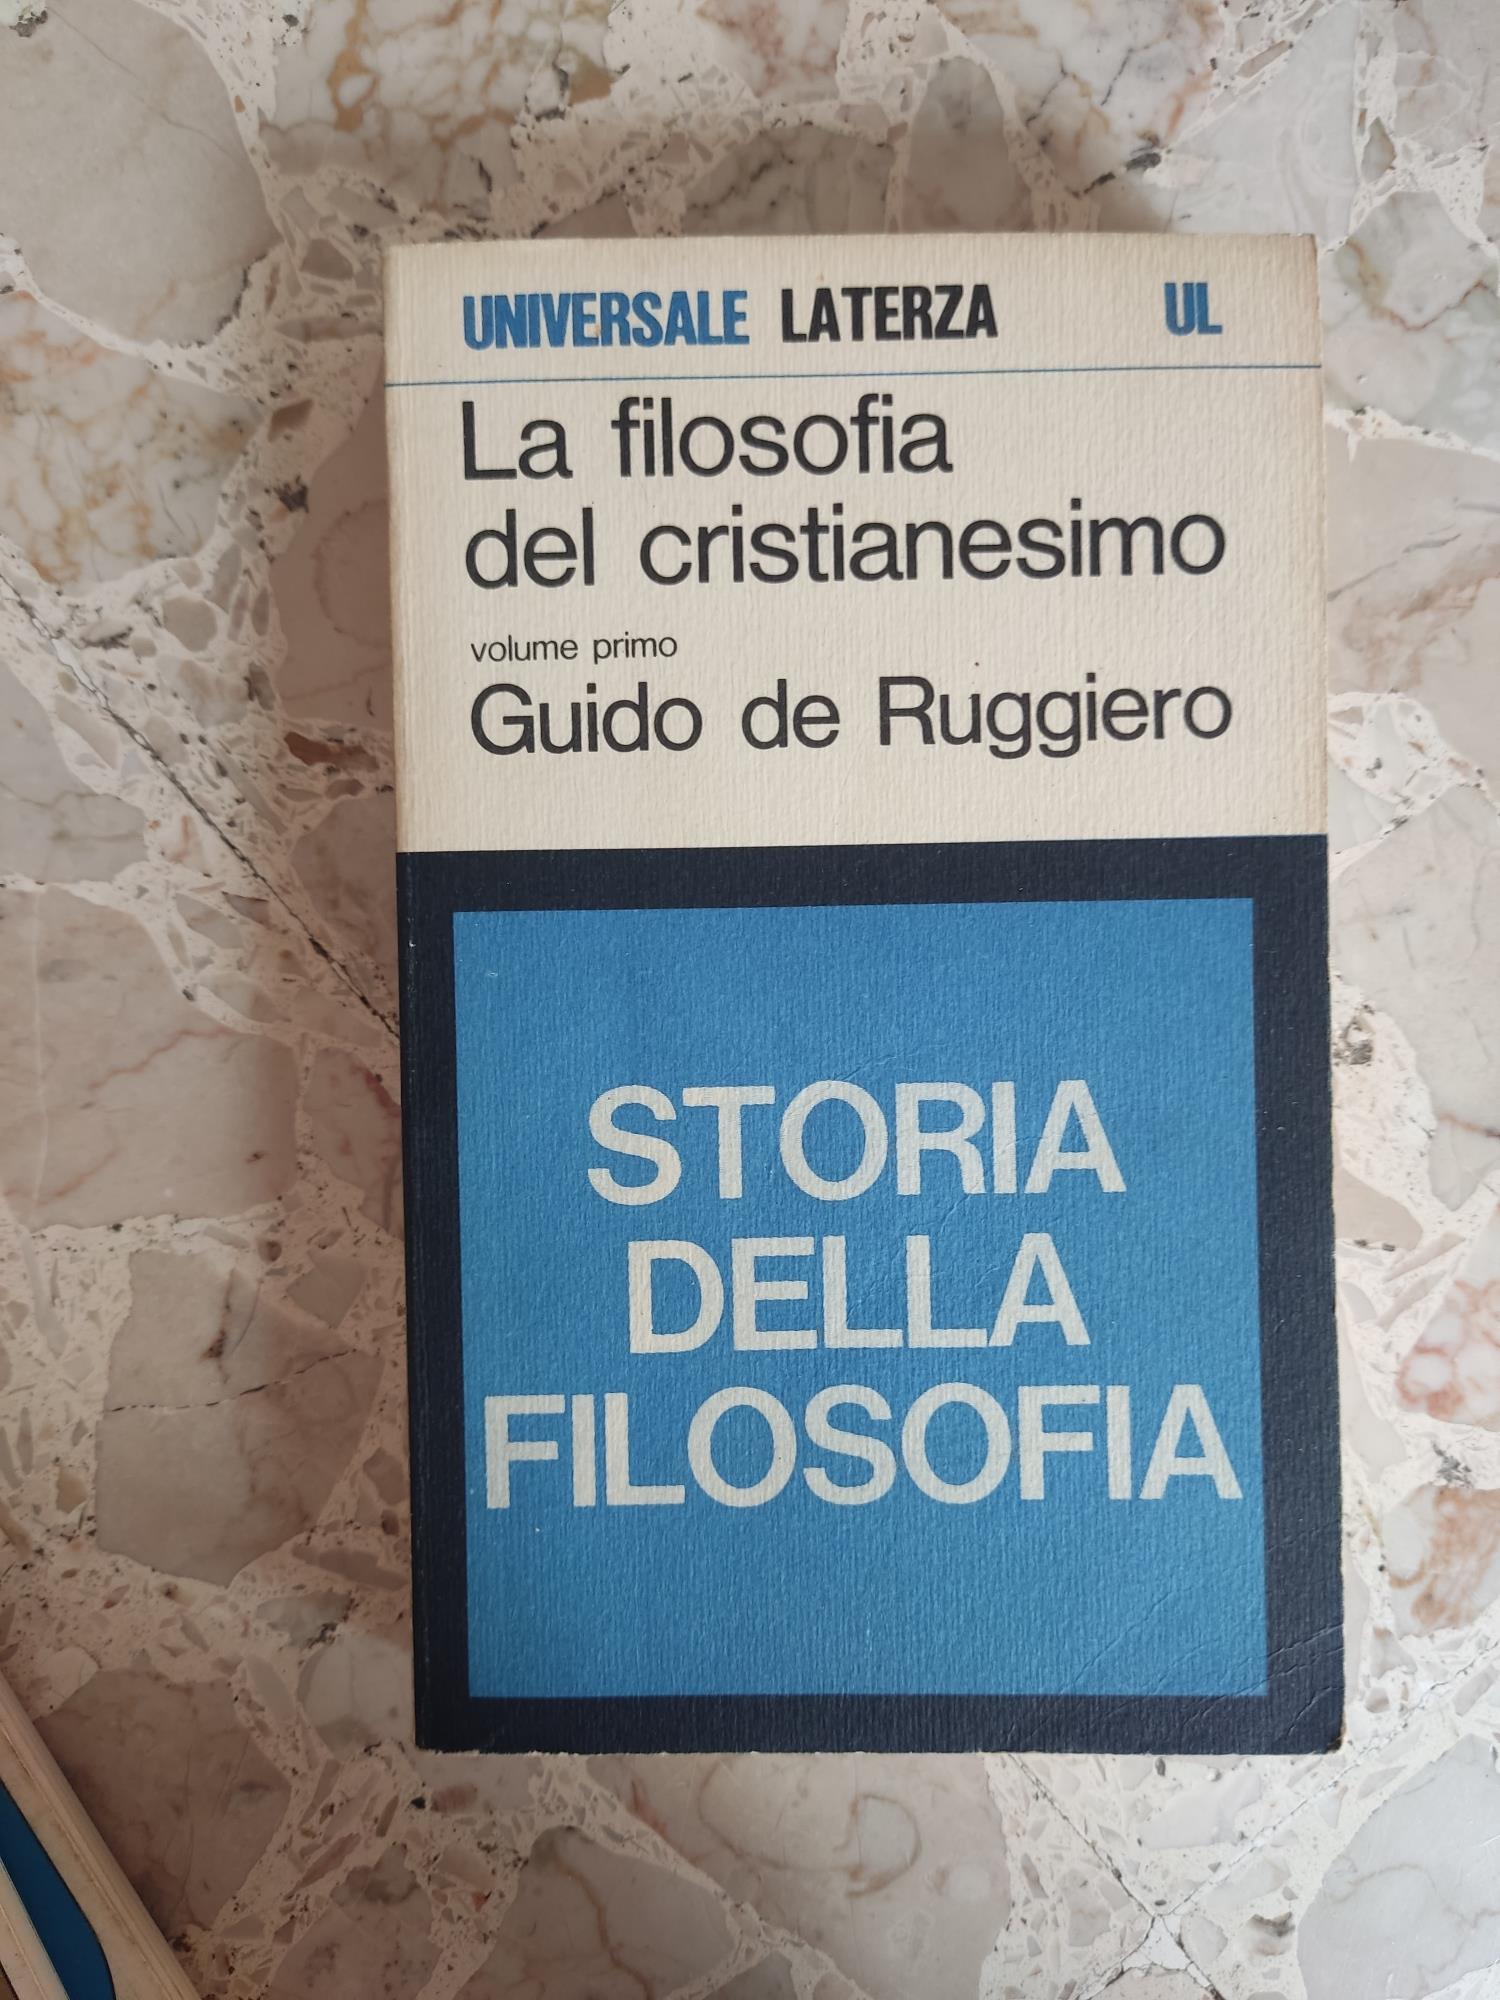 UNIVERSALE LATERZA UL
La filosofia
del cristianesimo
volume primo
Guido de Ruggiero
STORIA
DELLA
FILOSOFIA